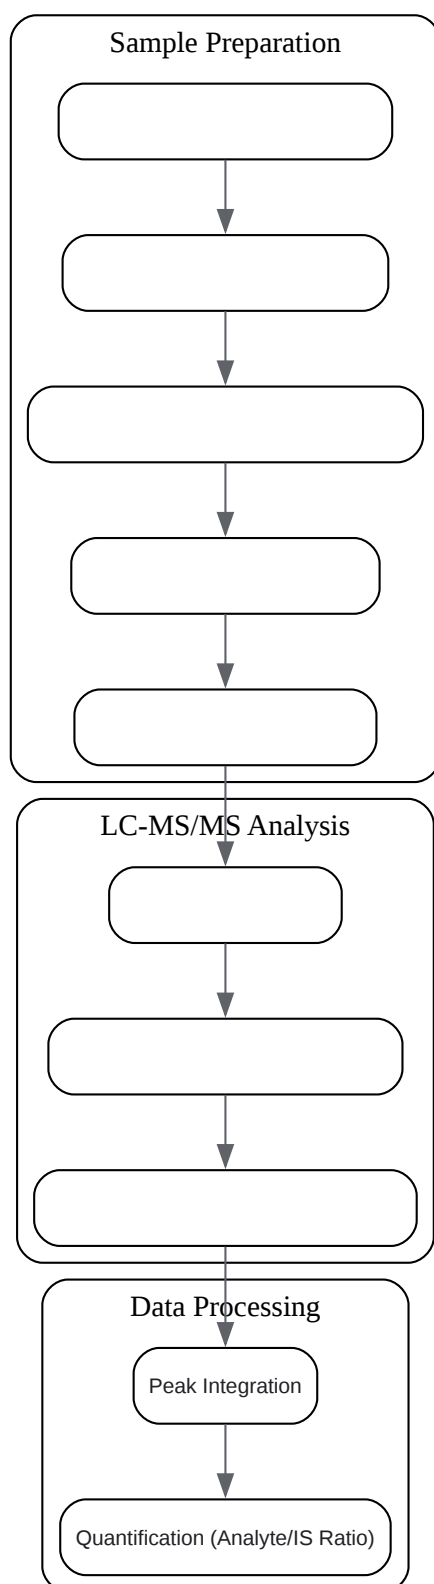 Sample Preparation
LC-MS/MS Analysis
Data Processing
Peak Integration
Quantification (Analyte/IS Ratio)